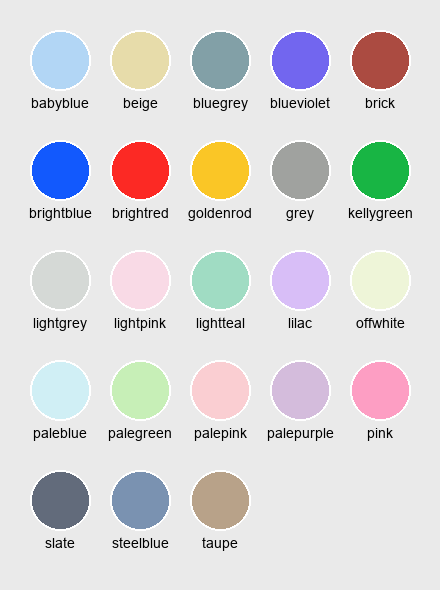 babyblue beige bluegrey blueviolet brick
brightblue brightred goldenrod grey kellygreen
lightgrey lightpink lightteal lilac offwhite
paleblue palegreen palepink palepurple pink
slate steelblue taupe